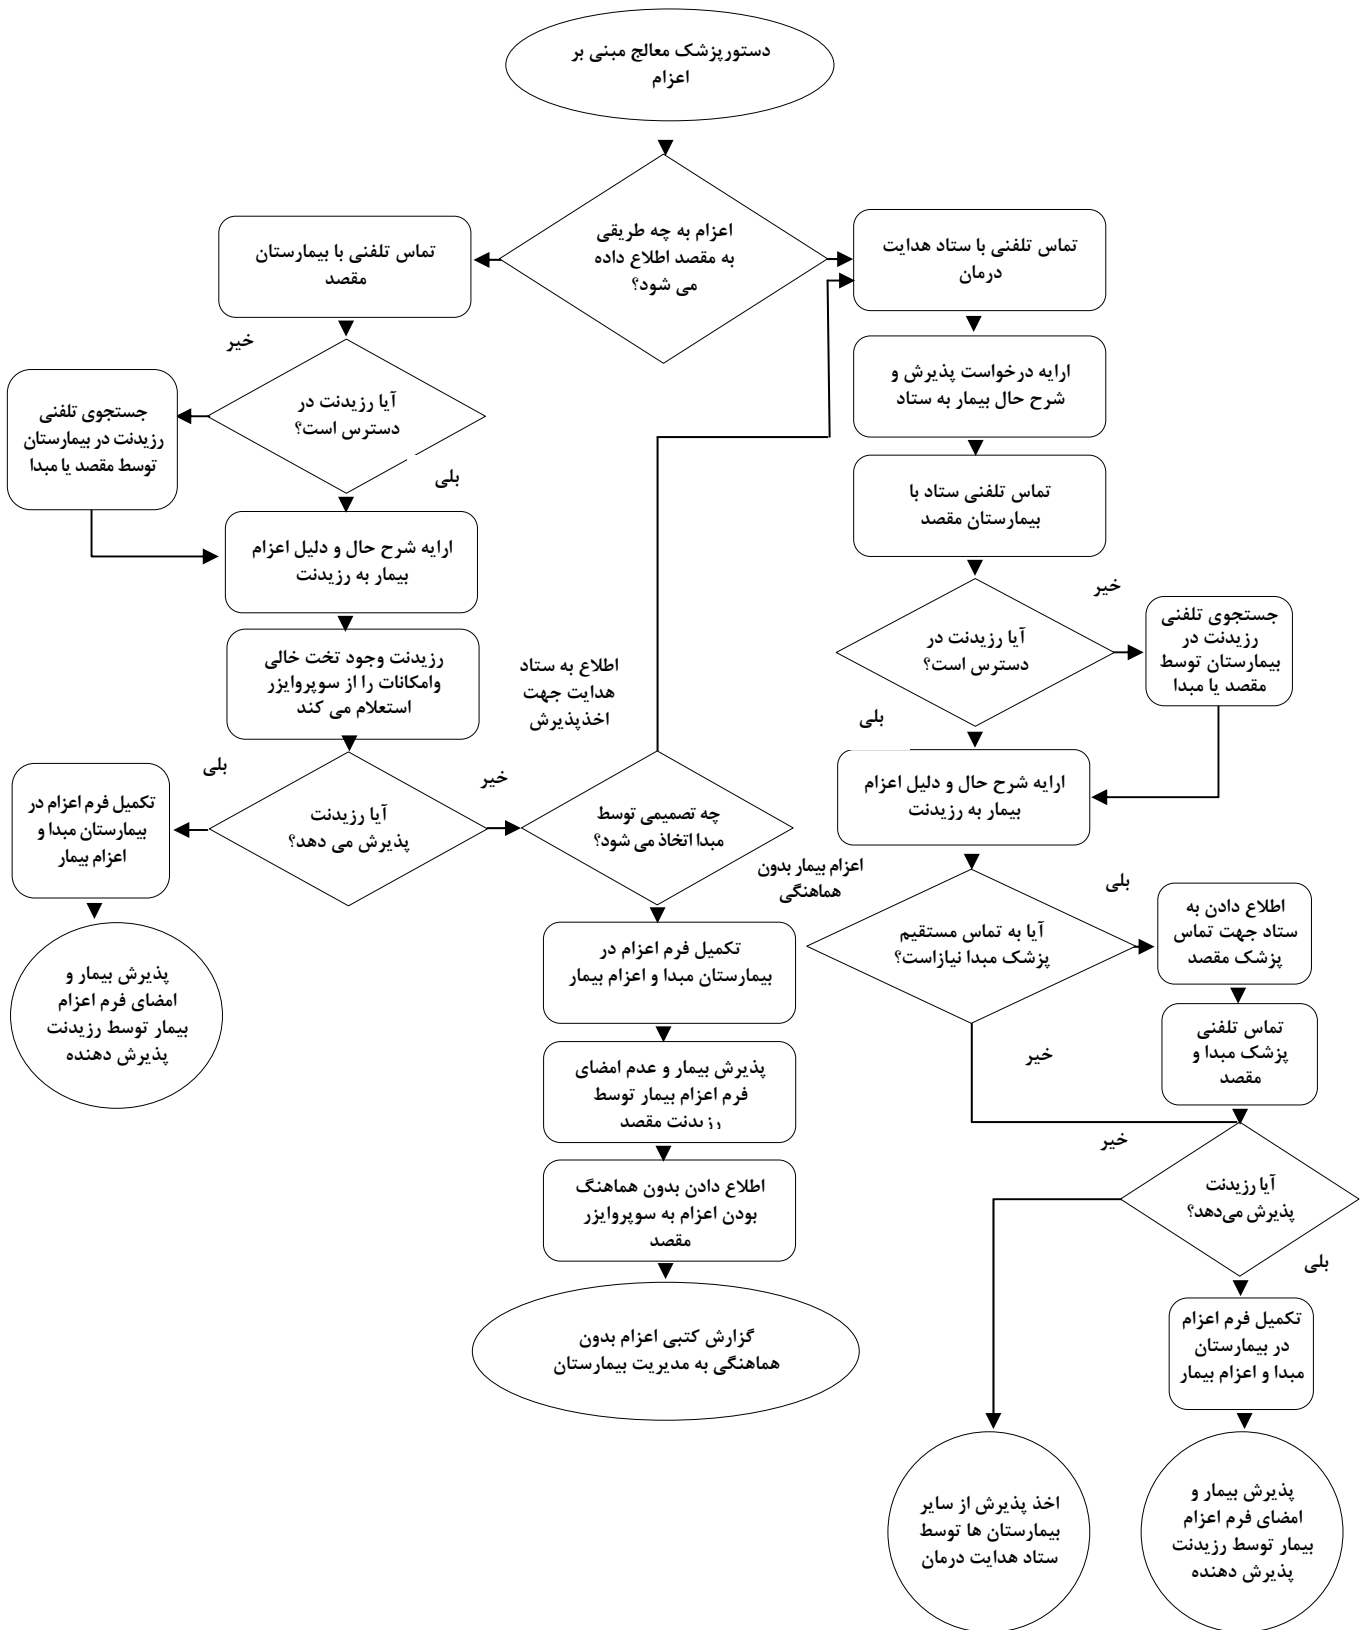 دستورپزشک معالج مبنی بر
اعزام
اعزام به چه طریقی
به مقصد اطلاع داده
می شود؟
تماس تلفنی با ستاد هدایت
درمان
تماس تلفنی با بیمارستان
مقصد
خیر
ارایه درخواست پذیرش و
شرح حال بیمار به ستاد
آیا رزیدنت در
دسترس است؟
جستجوی تلفنی
رزیدنت در بیمارستان
توسط مقصد یا مبدا
بلی
تماس تلفنی ستاد با
بیمارستان مقصد
ارایه شرح حال و دلیل اعزام
بیمار به رزیدنت
خیر
جستجوی تلفنی
رزیدنت در
بیمارستان توسط
مقصد یا مبدا
آیا رزیدنت در
دسترس است؟
رزیدنت وجود تخت خالی
وامکانات را از سوپروایزر
استعلام می کند
اطلاع به ستاد
هدایت جهت
اخذپذیرش
بلی
ارایه شرح حال و دلیل اعزام
بیمار به رزیدنت
بلی
خیر
تکمیل فرم اعزام در
بیمارستان مبدا و
اعزام بیمار
آیا رزیدنت
پذیرش می دهد؟
چه تصمیمی توسط
مبدا اتخاذ می شود؟
اعزام بیمار بدون
هماهنگی
بلی
اطلاع دادن به
ستاد جهت تماس
پزشک مقصد
آیا به تماس مستقیم
پزشک مبدا نیازاست؟
تکمیل فرم اعزام در
بیمارستان مبدا و اعزام بیمار
پذیرش بیمار و
امضای فرم اعزام
بیمار توسط رزیدنت
پذیرش دهنده
تماس تلفنی
پزشک مبدا و
مقصد
خیر
پذیرش بیمار و عدم امضای
فرم اعزام بیمار توسط
رزیدنت مقصد
خیر
اطلاع دادن بدون هماهنگ
بودن اعزام به سوپروایزر
مقصد
آیا رزیدنت
پذیرش می‌دهد؟
بلی
گزارش کتبی اعزام بدون
هماهنگی به مدیریت بیمارستان
تکمیل فرم اعزام
در بیمارستان
مبدا و اعزام بیمار
پذیرش بیمار و
امضای فرم اعزام
بیمار توسط رزیدنت
پذیرش دهنده
اخذ پذیرش از سایر
بیمارستان ها توسط
ستاد هدایت درمان